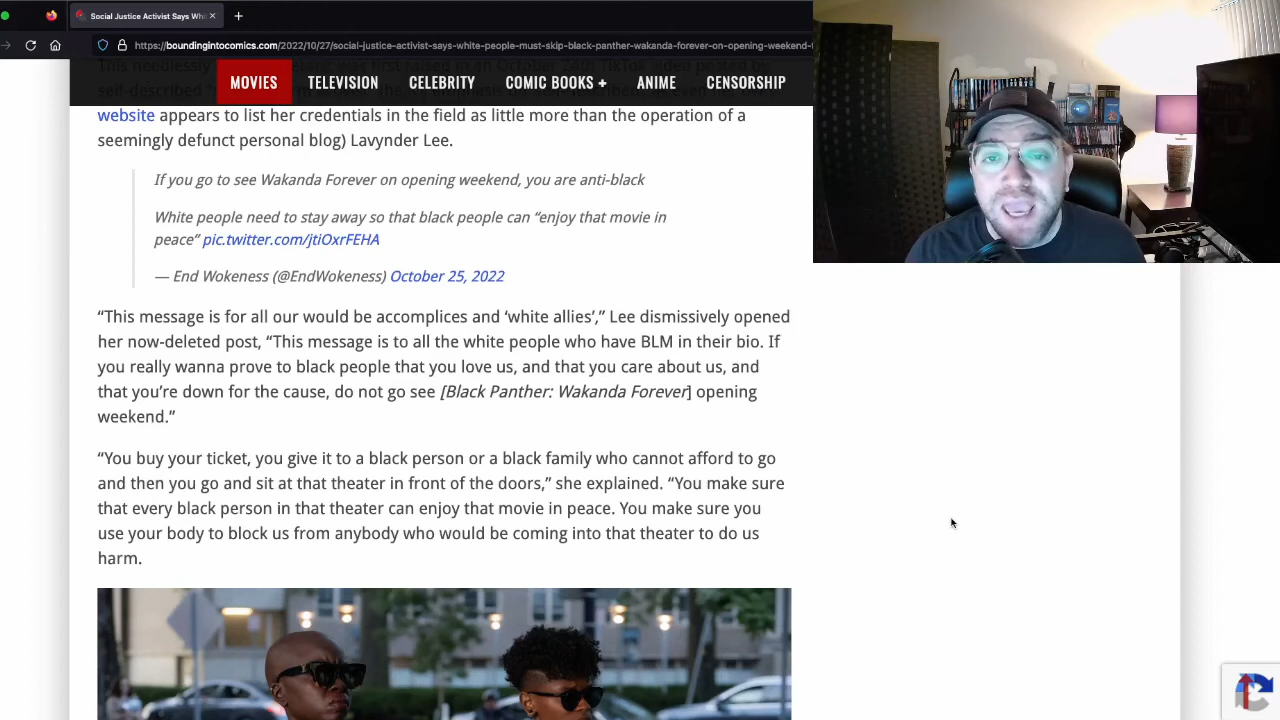 Social Justice Activist Says Whi
https://boundingintocomics.com/2022/10/27/social-justice-activist-says-white-people-must-skip-black-panther-wakanda-forever-on-opening-weekend-
MOVIES TELEVISION CELEBRITY COMIC BOOKS + ANIME CENSORSHIP
website appears to list her credentials in the field as little more than the operation of a
seemingly defunct personal blog) Lavynder Lee.
If you go to see Wakanda Forever on opening weekend, you are anti-black
White people need to stay away so that black people can “enjoy that movie in
peace” pic.twitter.com/jtiOxrFEHA
— End Wokeness (@EndWokeness) October 25, 2022
“This message is for all our would be accomplices and ‘white allies’,” Lee dismissively opened
her now-deleted post, “This message is to all the white people who have BLM in their bio. If
you really wanna prove to black people that you love us, and that you care about us, and
that you’re down for the cause, do not go see [Black Panther: Wakanda Forever] opening
weekend.”
“You buy your ticket, you give it to a black person or a black family who cannot afford to go
and then you go and sit at that theater in front of the doors,” she explained. “You make sure
that every black person in that theater can enjoy that movie in peace. You make sure you
use your body to block us from anybody who would be coming into that theater to do us
harm.